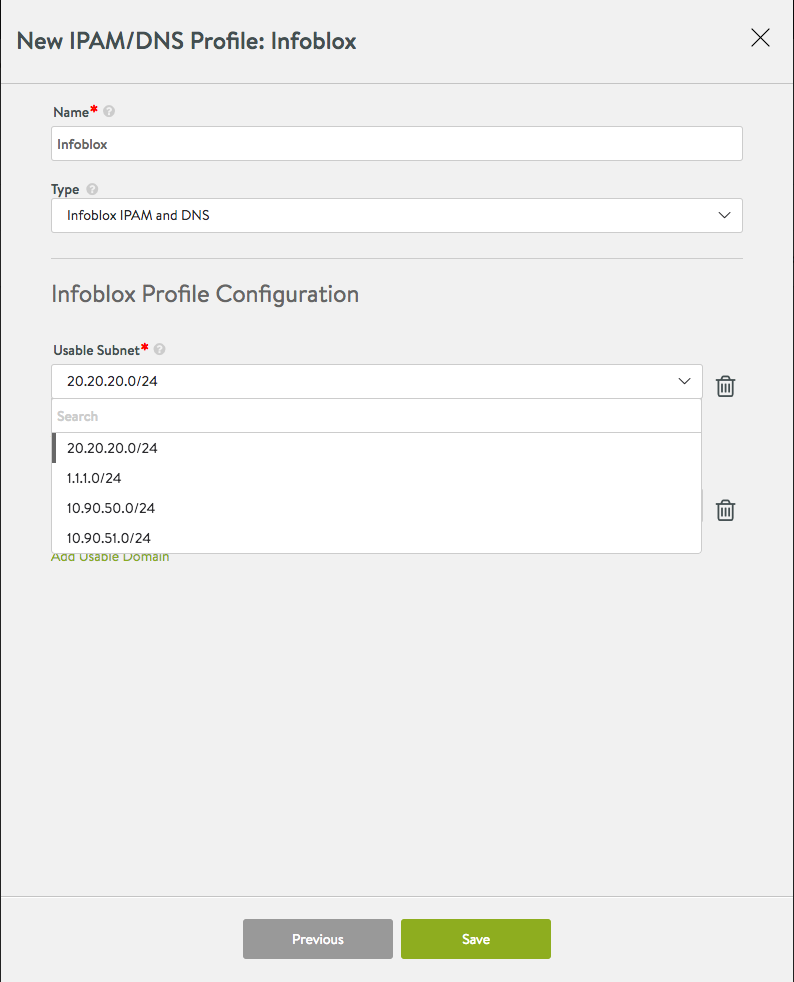 New IPAM/DNS Profile: Infoblox
Name*
Infoblox
Type
Infoblox IPAM and DNS
Infoblox Profile Configuration
Usable Subnet*
20.20.20.0/24
Search
20.20.20.0/24
1.1.1.0/24
10.90.50.0/24
10.90.51.0/24
Add Usable Domain
Previous Save